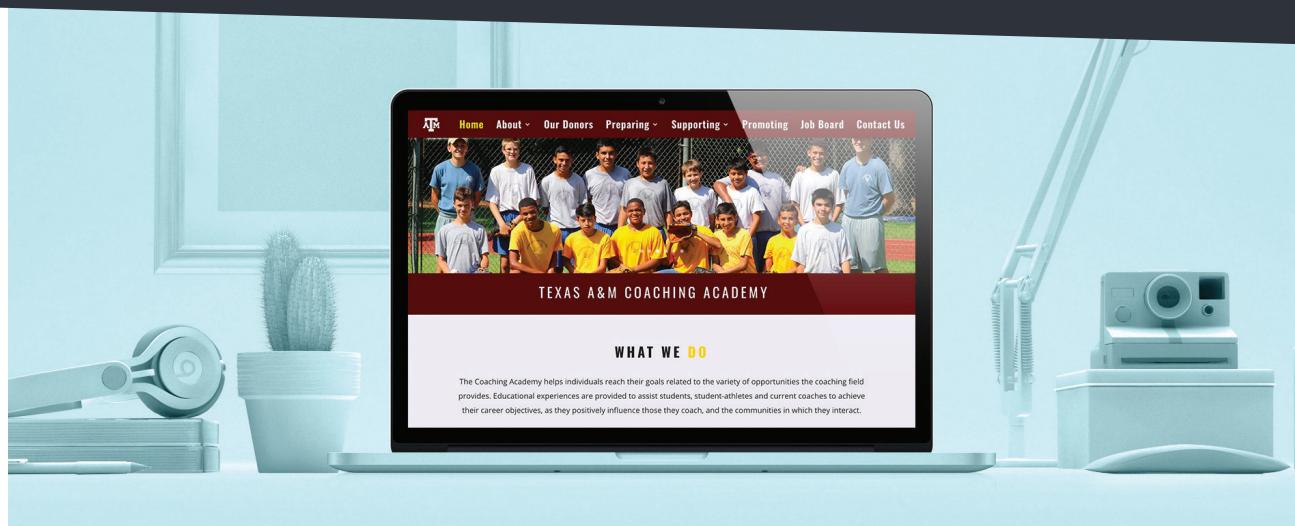 ATM Home About Our Donors Preparing Supporting Promoting Job Board Contact Us
TEXAS A&M COACHING ACADEMY
WHAT WE DO
The Coaching Academy helps individuals reach their goals related to the variety of opportunities the coaching field
provides. Educational experiences are provided to assist students, student-athletes and current coaches to achieve
their career objectives, as they positively influence those they coach, and the communities in which they interact.